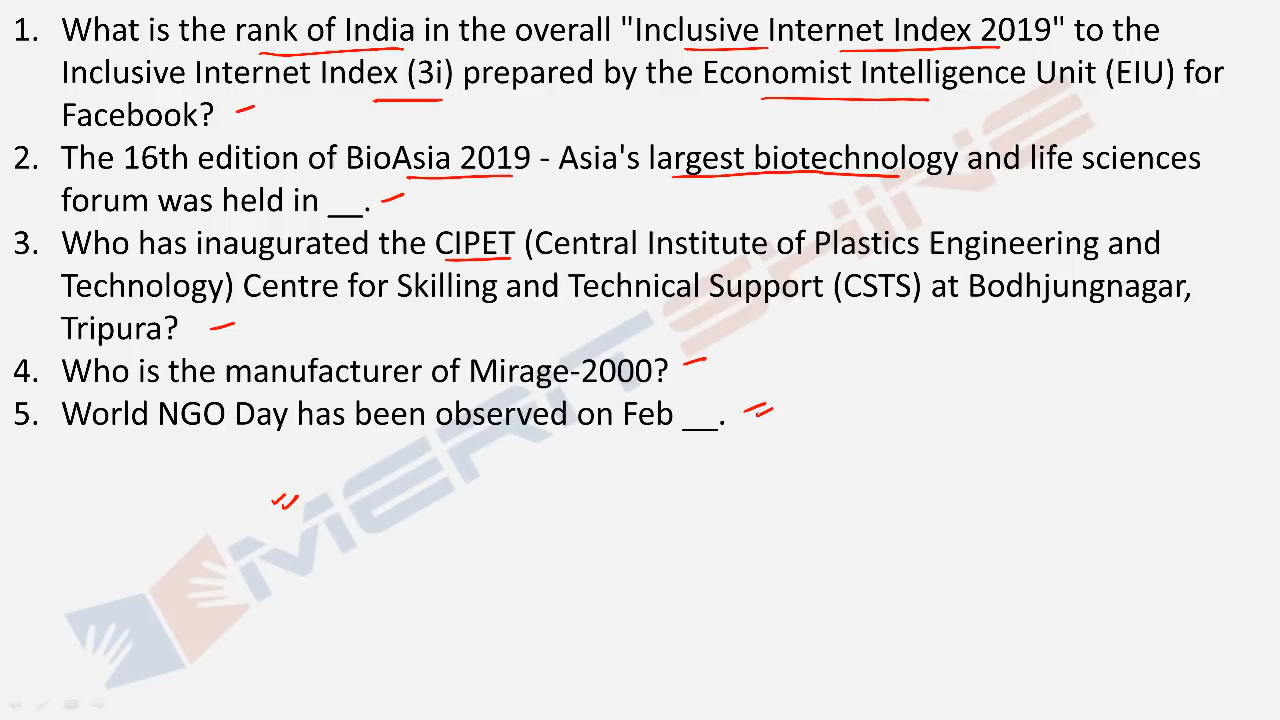 1. What is the rank of India in the overall "Inclusive Internet Index 2019" to the
Inclusive Internet Index (3i) prepared by the Economist Intelligence Unit (EIU) for
Facebook?
2. The 16th edition of BioAsia 2019 - Asia's largest biotechnology and life sciences
forum was held in __.
3. Who has inaugurated the CIPET (Central Institute of Plastics Engineering and
Technology) Centre for Skilling and Technical Support (CSTS) at Bodhjungnagar,
Tripura?
4. Who is the manufacturer of Mirage-2000?
5. World NGO Day has been observed on Feb __.
MERITSHINE